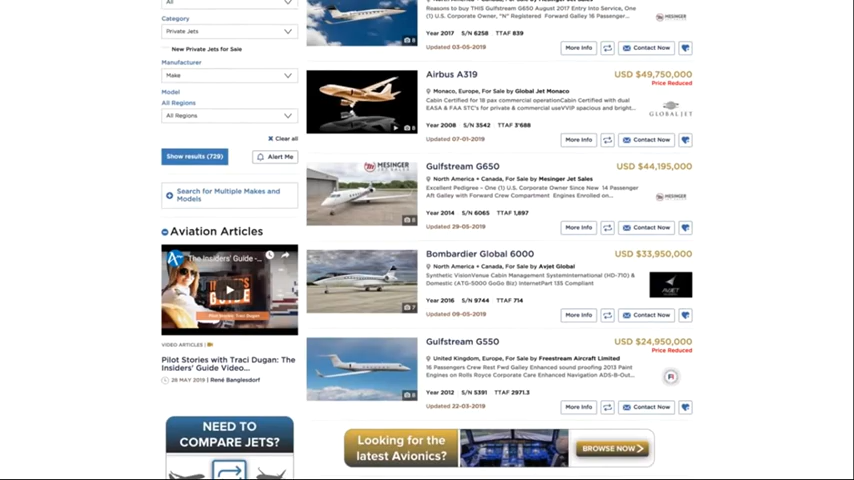 All
Category
Private Jets
New Private Jets for Sale
Manufacturer
Make
Model
All Regions
All Regions
Clear all
Show results (729)
Alert Me
Search for Multiple Makes and
Models
Aviation Articles
The Insiders' Guide -...
VIDEO ARTICLES |
Pilot Stories with Traci Dugan: The
Insiders' Guide Video...
28 MAY 2019 | René Banglesdorf
NEED TO
COMPARE JETS?
Reasons to buy THIS Gulfstream G650 August 2017 Entry Into Service, One
(1) U.S. Corporate Owner, "N" Registered Forward Galley 16 Passenger...
MESINGER
Year 2017 S/N 6258 TTAF 839
Updated 03-05-2019
More Info
Contact Now
Airbus A319
USD $49,750,000
Price Reduced
Monaco, Europe, For Sale by Global Jet Monaco
Cabin Certified for 18 pax commercial operationCabin Certified with dual
EASA & FAA STC's for private & commercial useVVIP spacious and bright...
GLOBAL JET
Year 2008 S/N 3542 TTAF 3'688
Updated 07-01-2019
More Info
Contact Now
MESINGER
JET SALES
Gulfstream G650
USD $44,195,000
North America + Canada, For Sale by Mesinger Jet Sales
Excellent Pedigree – One (1) U.S. Corporate Owner Since New 14 Passenger
Aft Galley with Forward Crew Compartment Engines Enrolled on...
MESINGER
Year 2014 S/N 6065 TTAF 1,897
Updated 29-05-2019
More Info
Contact Now
Bombardier Global 6000
USD $33,950,000
North America + Canada, For Sale by Avjet Global
Synthetic VisionVenue Cabin Management SystemInternational (HD-710) &
Domestic (ATG-5000 GoGo Biz) InternetPart 135 Compliant
AVJET
Year 2016 S/N 9744 TTAF 714
Updated 09-05-2019
More Info
Contact Now
Gulfstream G550
USD $24,950,000
Price Reduced
United Kingdom, Europe, For Sale by Freestream Aircraft Limited
16 Passengers Crew Rest Fwd Galley Enhanced sound proofing 2013 Paint
Engines on Rolls Royce Corporate Care Enhanced Navigation ADS-B-Out...
Year 2012 S/N 5391 TTAF 2971.3
Updated 22-03-2019
More Info
Contact Now
Looking for the
latest Avionics?
BROWSE NOW